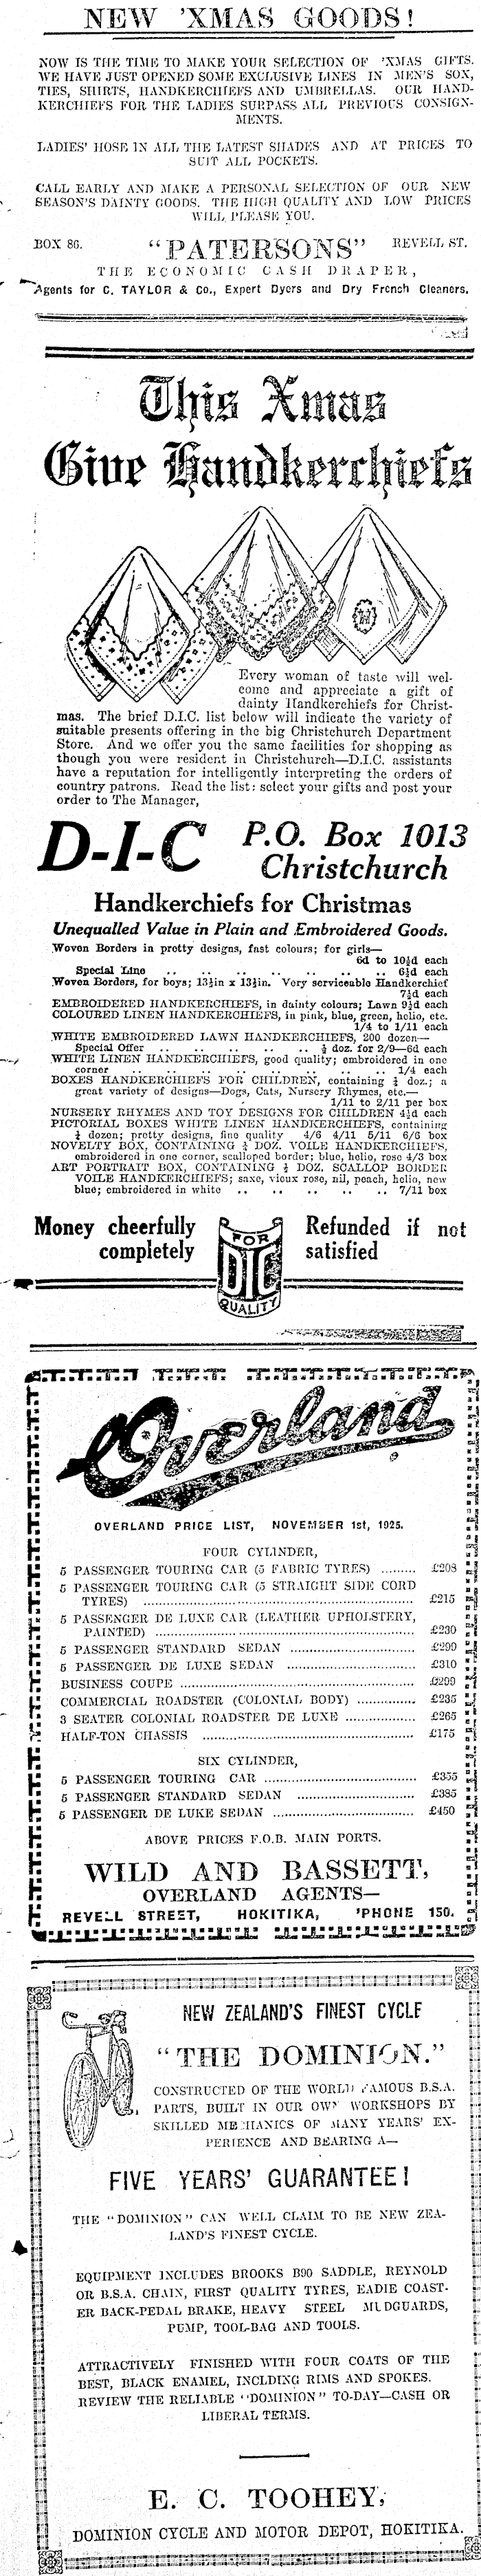 NEW 'XMAS GOODS!
NOW IS THE TIME TO MAKE YOUR SELECTION OF 'XMAS GIFTS.
WE HAVE JUST OPENED SOME EXCLUSIVE LINES IN MEN'S SOX,
TIES, SHIRTS, HANDKERCHIEFS AND UMBRELLAS. OUR HAND-
KERCHIEFS FOR THE LADIES SURPASS ALL PREVIOUS CONSIGN-
MENTS.
LADIES' HOSE IN ALL THE LATEST SHADES AND AT PRICES TO
SUIT ALL POCKETS.
CALL EARLY AND MAKE A PERSONAL SELECTION OF OUR NEW
SEASON'S DAINTY GOODS. THE HIGH QUALITY AND LOW PRICES
WILL PLEASE YOU.
BOX 86. "PATERSONS" REVELL ST.
THE ECONOMIC CASH DRAPER,
Agents for C. TAYLOR & Co., Expert Dyers and Dry French Cleaners.
This Xmas
Give Handkerchiefs
Every woman of taste will wel-
come and appreciate a gift of
dainty Handkerchiefs for Christ-
mas. The brief D.I.C. list below will indicate the variety of
suitable presents offering in the big Christchurch Department
Store. And we offer you the same facilities for shopping as
though you were resident in Christchurch—D.I.C. assistants
have a reputation for intelligently interpreting the orders of
country patrons. Read the list: select your gifts and post your
order to The Manager,
D-I-C P.O. Box 1013
Christchurch
Handkerchiefs for Christmas
Unequalled Value in Plain and Embroidered Goods.
Woven Borders in pretty designs, fast colours; for girls—
6d to 10½d each
Special Line .. .. .. .. .. .. .. 6½d each
Woven Borders, for boys; 13½in x 13½in. Very serviceable Handkerchief
7½d each
EMBROIDERED HANDKERCHIEFS, in dainty colours; Lawn 9½d each
COLOURED LINEN HANDKERCHIEFS, in pink, blue, green, helio, etc.
1/4 to 1/11 each
WHITE EMBROIDERED LAWN HANDKERCHIEFS, 200 dozen—
Special Offer .. .. .. .. .. ½ doz. for 2/9—6d each
WHITE LINEN HANDKERCHIEFS, good quality; embroidered in one
corner .. .. .. .. .. .. .. .. .. 1/4 each
BOXES HANDKERCHIEFS FOR CHILDREN, containing doz.; a
great variety of designs—Dogs, Cats, Nursery Rhymes, etc.—
1/11 to 2/11 per box
NURSERY RHYMES AND TOY DESIGNS FOR CHILDREN 4½d each
PICTORIAL BOXES WHITE LINEN HANDKERCHIEFS, containing
dozen; pretty designs, fine quality 4/6 4/11 5/11 6/6 box
NOVELTY BOX, CONTAINING DOZ. VOILE HANDKERCHIEFS,
embroidered in one corner, scalloped border; blue, helio, rose 4/3 box
ART PORTRAIT BOX, CONTAINING ½ DOZ. SCALLOP BORDER
VOILE HANDKERCHIEFS; saxe, vieux rose, nil, peach, helio, new
blue; embroidered in white .. .. .. .. .. 7/11 box
Money cheerfully Refunded if not
completely satisfied
FOR
DIC
QUALITY
Overland
OVERLAND PRICE LIST, NOVEMBER 1st, 1925.
FOUR CYLINDER,
5 PASSENGER TOURING CAR (5 FABRIC TYRES) ......... £208
5 PASSENGER TOURING CAR (5 STRAIGHT SIDE CORD
TYRES) ............ £215
5 PASSENGER DE LUXE CAR (LEATHER UPHOLSTERY,
PAINTED) ............ £230
5 PASSENGER STANDARD SEDAN ............ £299
5 PASSENGER DE LUXE SEDAN ............ £310
BUSINESS COUPE ............ £299
COMMERCIAL ROADSTER (COLONIAL BODY) ............ £235
3 SEATER COLONIAL ROADSTER DE LUXE ............ £265
HALF-TON CHASSIS ............ £175
SIX CYLINDER,
5 PASSENGER TOURING CAR ............ £355
5 PASSENGER STANDARD SEDAN ............ £385
5 PASSENGER DE LUKE SEDAN ............ £450
ABOVE PRICES F.O.B. MAIN PORTS.
WILD AND BASSETT,
OVERLAND AGENTS—
REVELL STREET, HOKITIKA, 'PHONE 150.
NEW ZEALAND'S FINEST CYCLE
"THE DOMINION."
CONSTRUCTED OF THE WORLD FAMOUS B.S.A.
PARTS, BUILT IN OUR OWN WORKSHOPS BY
SKILLED MECHANICS OF MANY YEARS' EX-
PERIENCE AND BEARING A—
FIVE YEARS' GUARANTEE!
THE "DOMINION" CAN WELL CLAIM TO BE NEW ZEA-
LAND'S FINEST CYCLE.
EQUIPMENT INCLUDES BROOKS B90 SADDLE, REYNOLD
OR B.S.A. CHAIN, FIRST QUALITY TYRES, EADIE COAST-
ER BACK-PEDAL BRAKE, HEAVY STEEL MUDGUARDS,
PUMP, TOOL-BAG AND TOOLS.
ATTRACTIVELY FINISHED WITH FOUR COATS OF THE
BEST, BLACK ENAMEL, INCLDING RIMS AND SPOKES.
REVIEW THE RELIABLE "DOMINION" TO-DAY—CASH OR
LIBERAL TERMS.
E. C. TOOHEY,
DOMINION CYCLE AND MOTOR DEPOT, HOKITIKA.